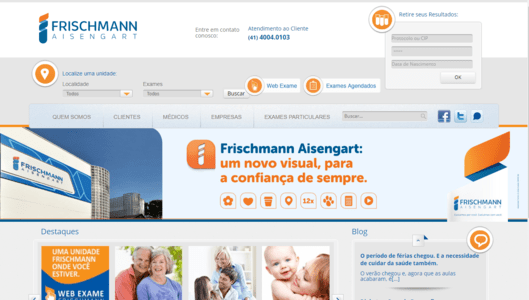 FRISCHMANN
AISENGART
Entre em contato
conosco:
Atendimento ao Cliente
(41) 4004.0103
Retire seus Resultados:
Protocolo ou CIP
Data de Nascimento
OK
Localize uma unidade:
Localidade
Exames
Todos
Todos
Buscar
Web Exame
Exames Agendados
QUEM SOMOS
CLIENTES
MÉDICOS
EMPRESAS
EXAMES PARTICULARES
Pesquisar
FRISCHMANN
AISENGART
Frischmann Aisengart:
um novo visual, para
a confiança de sempre.
12x
FRISCHMANN
AISENGART
Destaques
Blog
UMA UNIDADE
FRISCHMANN
ONDE VOCÊ
ESTIVER.
WEB EXAME
FRISCHMANN
O período de férias chegou. E a necessidade
de cuidar da saúde também.
O verão chegou e, agora que as aulas
acabaram, é[...]